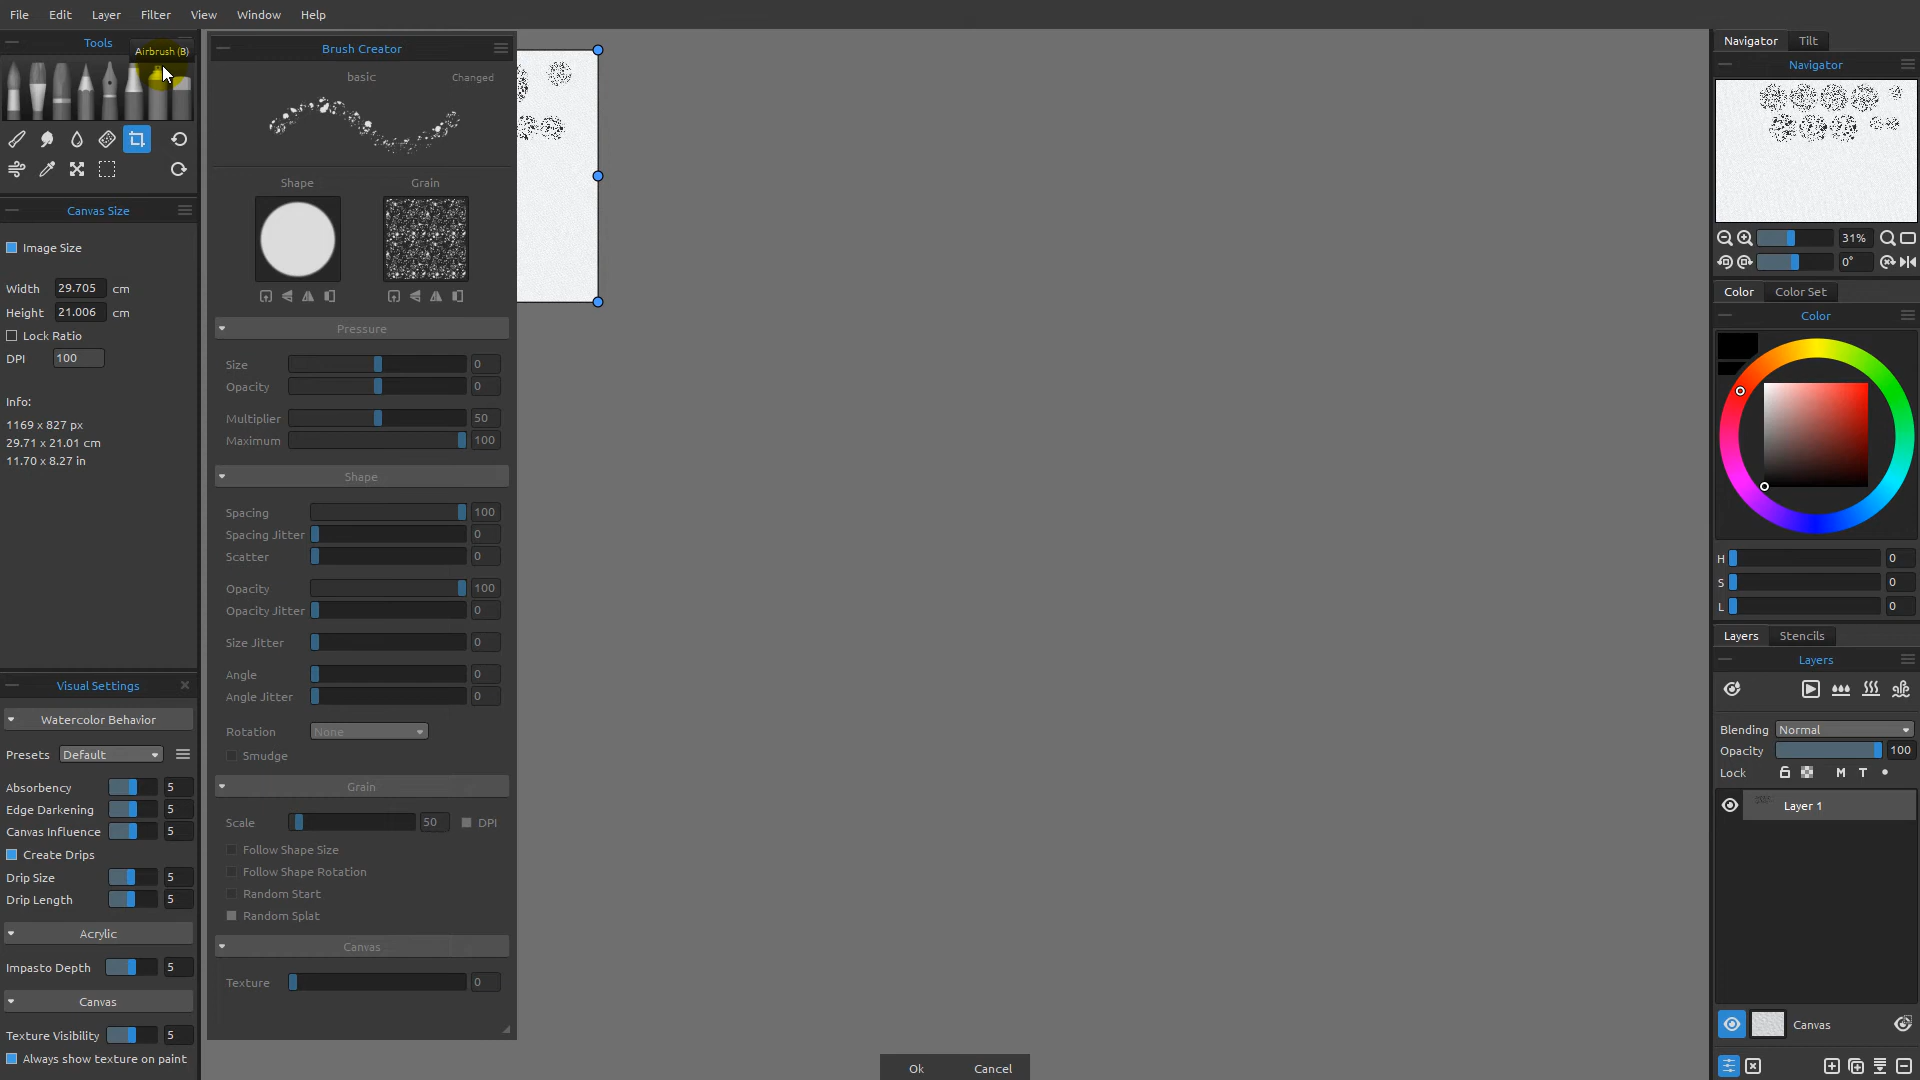 File Edit Layer Filter View Window Help
Tools
Airbrush (B)
Canvas Size
Image Size
Width 29.705 cm
Height 21.006 cm
Lock Ratio
DPI 100
Info:
1169 x 827 px
29.71 x 21.01 cm
11.70 x 8.27 in
Visual Settings
Watercolor Behavior
Presets Default
Absorbency 5
Edge Darkening 5
Canvas Influence 5
Create Drips
Drip Size 5
Drip Length 5
Acrylic
Impasto Depth 5
Canvas
Texture Visibility 5
Always show texture on paint
Brush Creator
basic Changed
Shape Grain
Pressure
Size 0
Opacity 0
Multiplier 50
Maximum 100
Shape
Spacing 100
Spacing Jitter 0
Scatter 0
Opacity 100
Opacity Jitter 0
Size Jitter 0
Angle 0
Angle Jitter 0
Rotation None
Smudge
Grain
Scale 50 DPI
Follow Shape Size
Follow Shape Rotation
Random Start
Random Splat
Canvas
Texture 0
Ok Cancel
Navigator Tilt
Navigator
31%
0°
Color Color Set
Color
H 0
S 0
L 0
Layers Stencils
Layers
Blending Normal
Opacity 100
Lock M T
Layer 1
Canvas